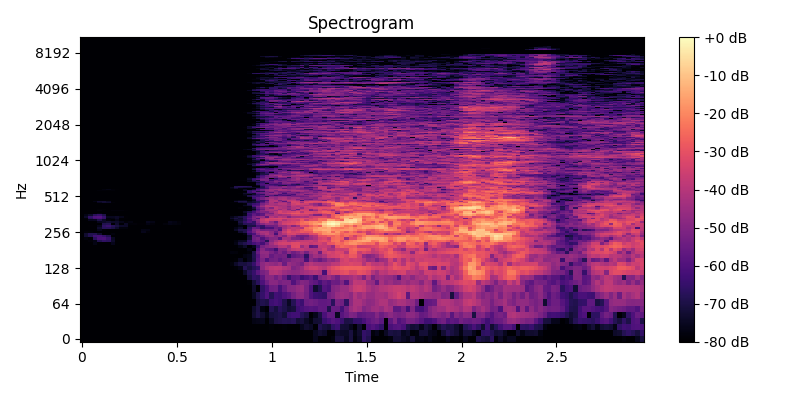 Spectrogram
8192
4096
2048
1024
512
256
128
64
0
Hz
0
0.5
1
1.5
2
2.5
Time
+0 dB
-10 dB
-20 dB
-30 dB
-40 dB
-50 dB
-60 dB
-70 dB
-80 dB